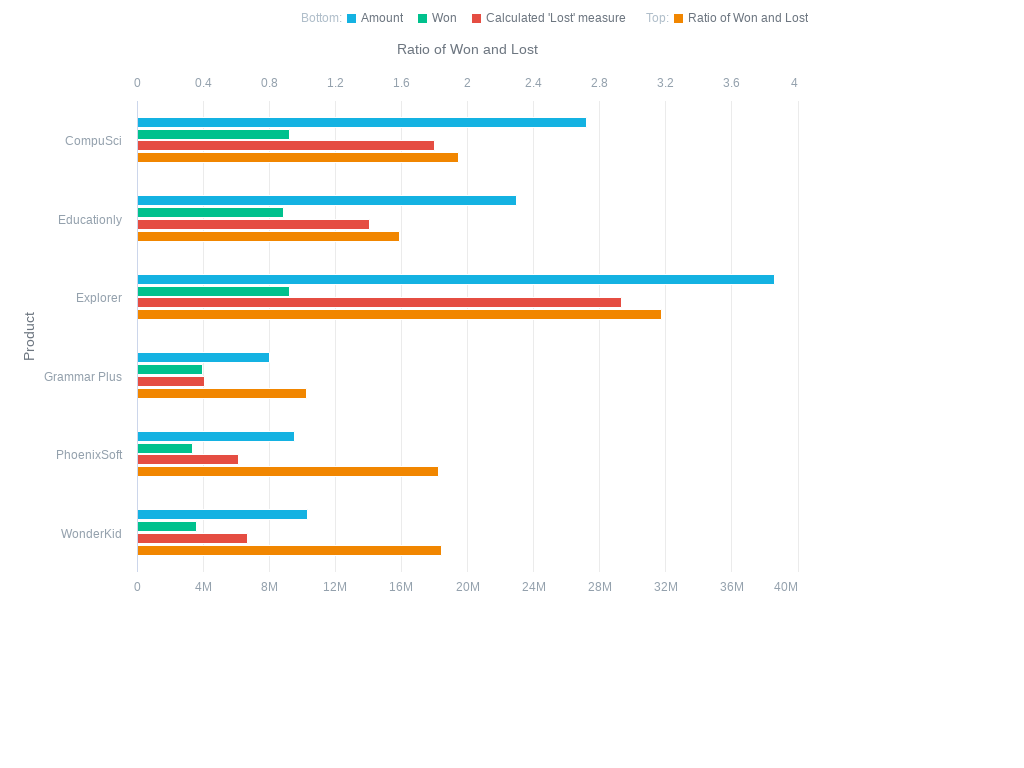 Bottom: Amount Won Calculated 'Lost' measure Top: Ratio of Won and Lost
Ratio of Won and Lost
0 0.4 0.8 1.2 1.6 2 2.4 2.8 3.2 3.6 4
CompuSci
Educationly
Explorer
Product
Grammar Plus
PhoenixSoft
WonderKid
0 4M 8M 12M 16M 20M 24M 28M 32M 36M 40M